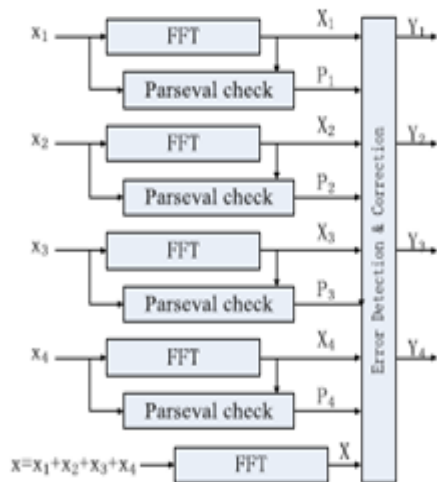 x₁ FFT X₁ Y₁
Parseval check P₁
x₂ FFT X₂ Y₂
Parseval check P₂
x₃ FFT X₃ Y₃
Parseval check P₃
x₄ FFT X₄ Y₄
Parseval check P₄
x=x₁+x₂+x₃+x₄ FFT X
Error Detection & Correction